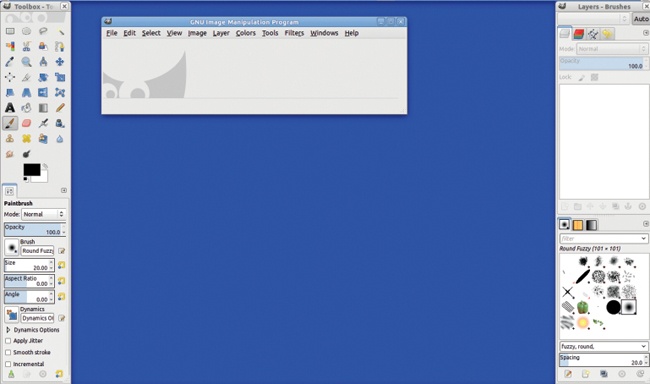 Toolbox - To
GNU Image Manipulation Program
File Edit Select View Image Layer Colors Tools Filters Windows Help
Paintbrush
Mode: Normal
Opacity
100.0
Brush
Round Fuzzy
Size
20.00
Aspect Ratio
0.00
Angle
0.00
Dynamics
Dynamics O
Dynamics Options
Apply Jitter
Smooth stroke
Incremental
Layers - Brushes
Auto
Mode: Normal
Opacity
100.0
Lock:
filter
Round Fuzzy (101 × 101)
fuzzy, round,
Spacing
20.0